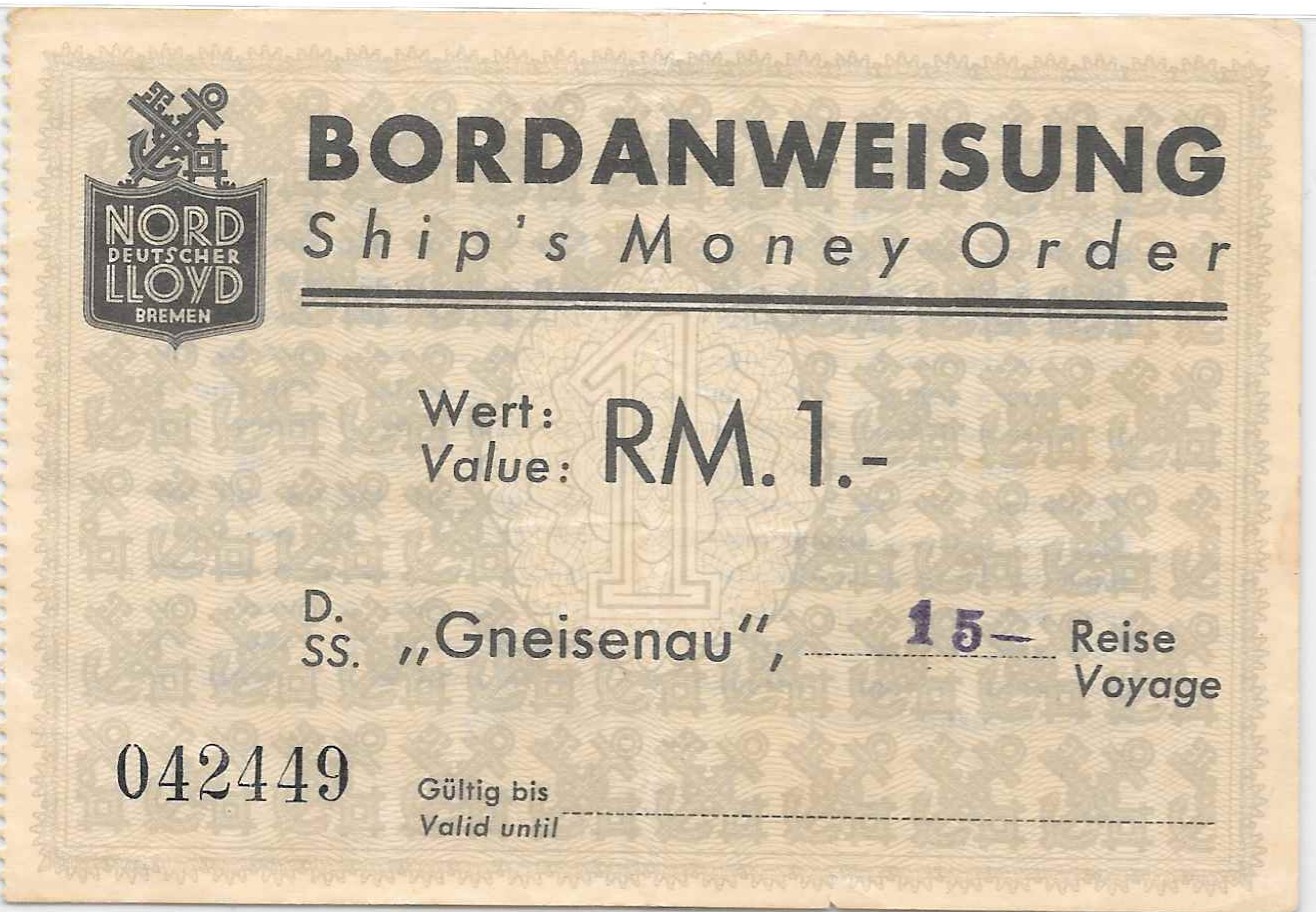 NORD
DEUTSCHER
LLOYD
BREMEN
BORDANWEISUNG
Ship's Money Order
Wert:
Value: RM. 1.-
1
D.
SS. „Gneisenau“, 15— Reise
Voyage
042449
Gültig bis
Valid until